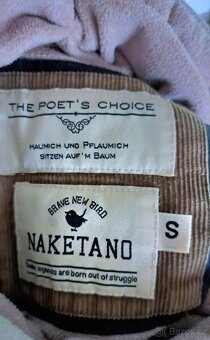 THE POET'S CHOICE
HAUMICH UND PFLAUMICH
SITZEN AUF'M BAUM
BRAVE NEW BIRD
NAKETANO
legends are born out of struggle
S
Bazos.cz